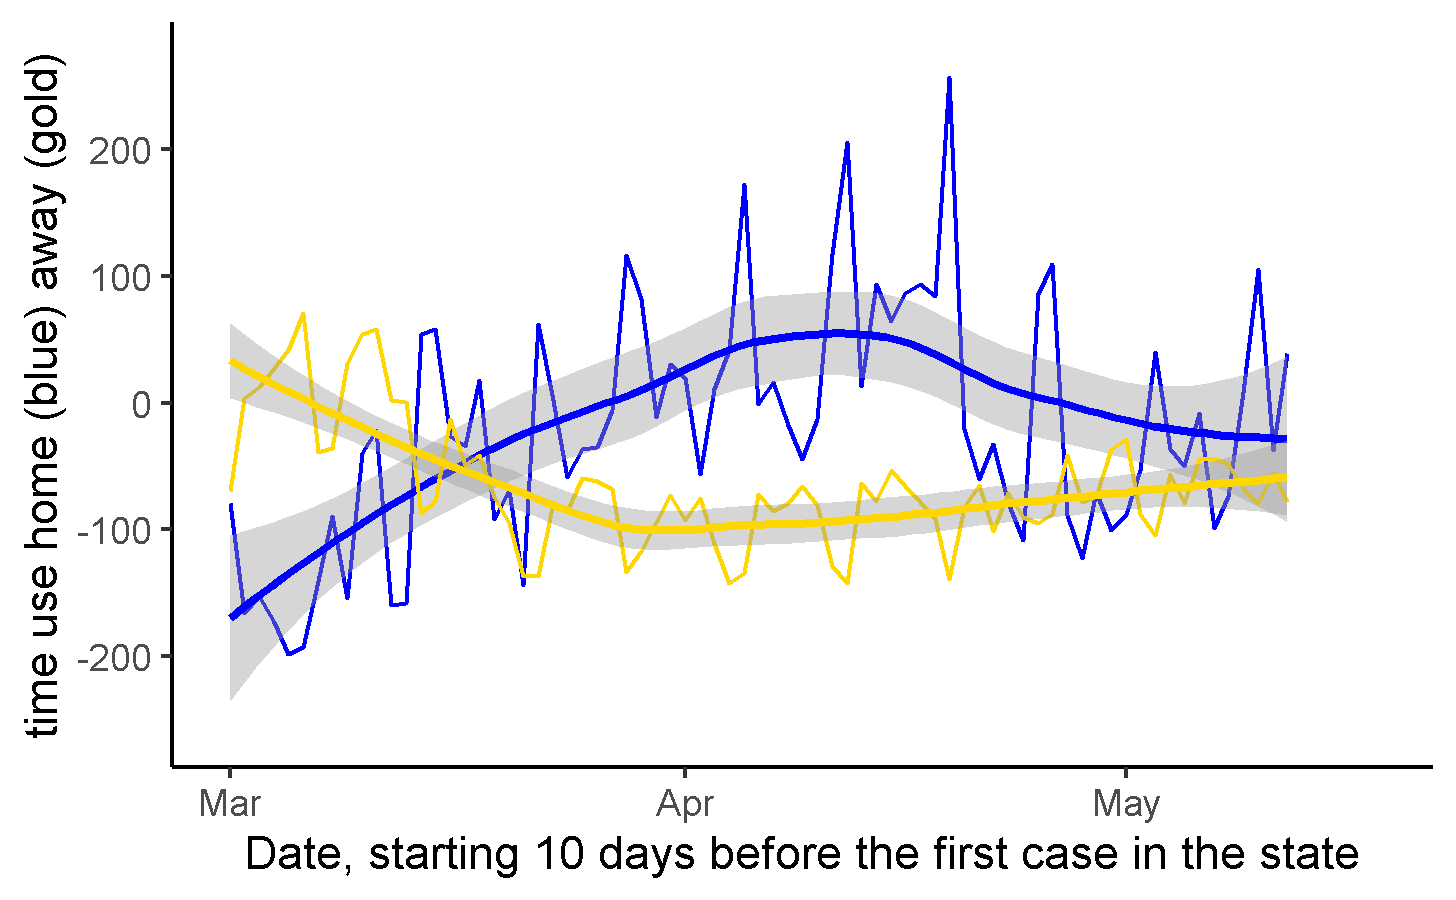 time use home (blue) away (gold)
200
100
0
-100
-200
Mar
Apr
May
Date, starting 10 days before the first case in the state